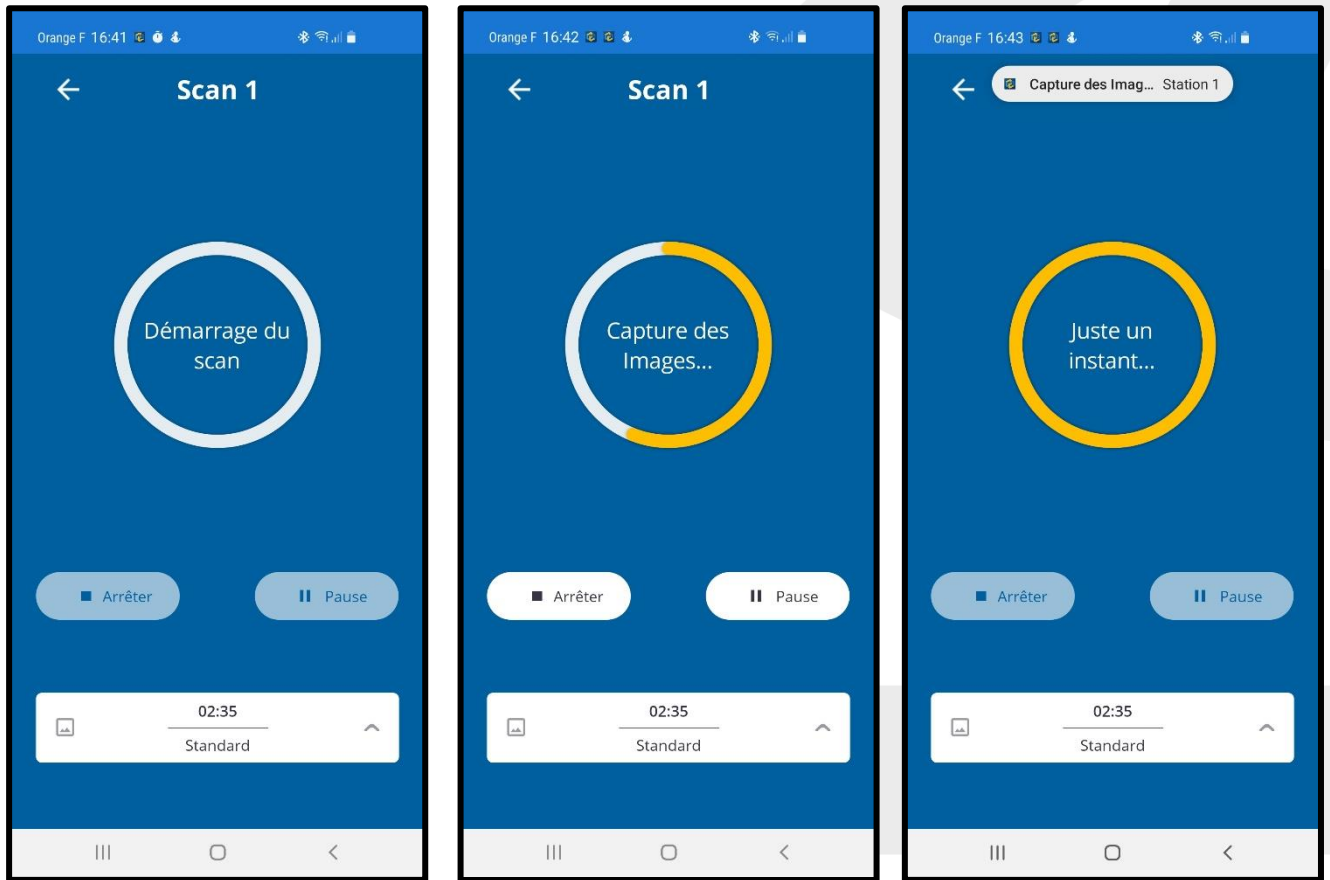 Orange F 16:41
Scan 1
Démarrage du
scan
Arrêter
Pause
02:35
Standard
Orange F 16:42
Scan 1
Capture des
Images...
Arrêter
Pause
02:35
Standard
Orange F 16:43
Capture des Imag... Station 1
Juste un
instant...
Arrêter
Pause
02:35
Standard